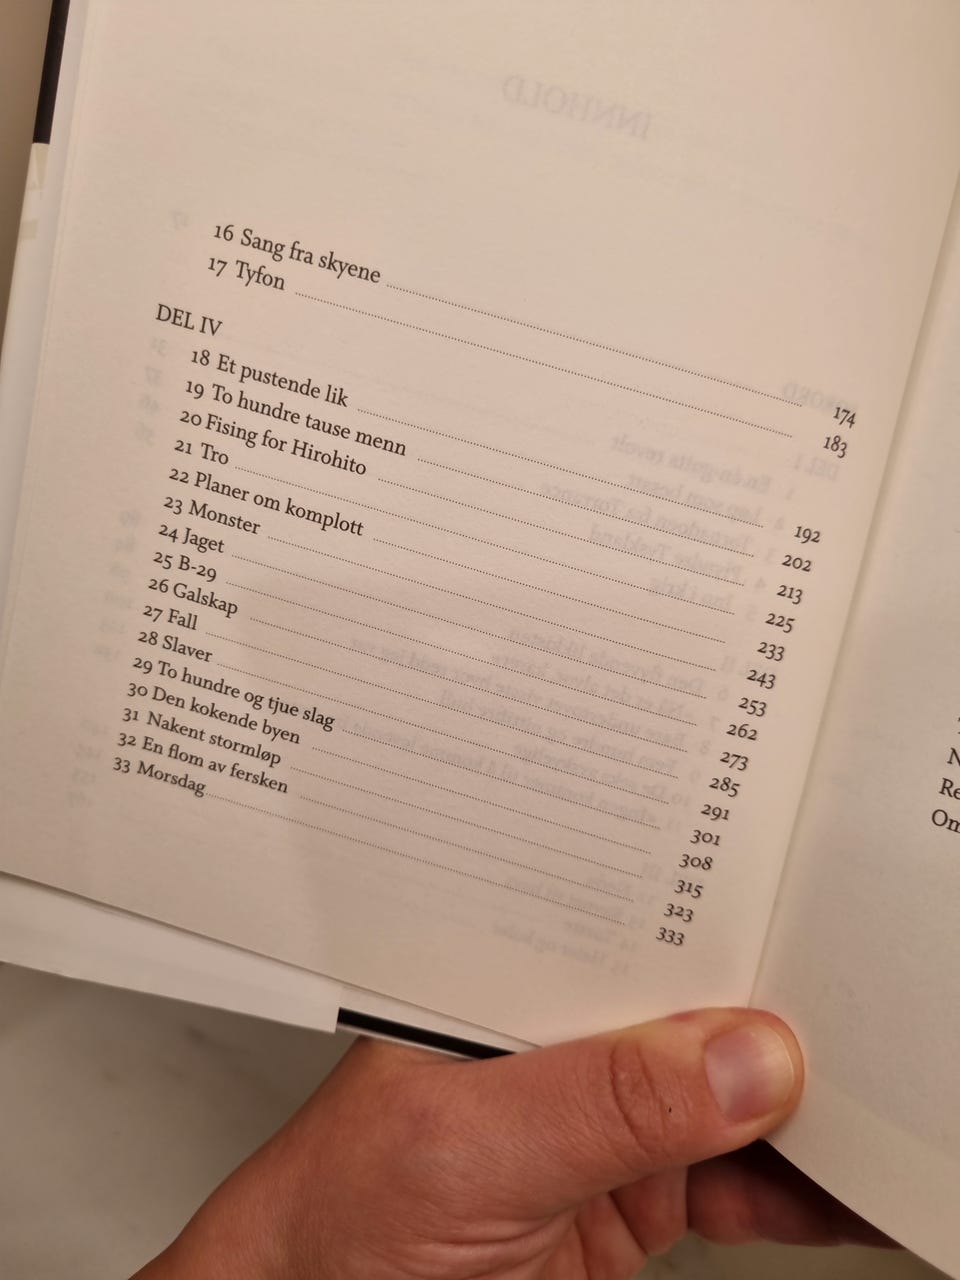 16 Sang fra skyene 174
17 Tyfon 183
DEL IV
18 Et pustende lik 192
19 To hundre tause menn 202
20 Fising for Hirohito 213
21 Tro 225
22 Planer om komplott 233
23 Monster 243
24 Jaget 253
25 B-29 262
26 Galskap 273
27 Fall 285
28 Slaver 291
29 To hundre og tjue slag 301
30 Den kokende byen 308
31 Nakent stormløp 315
32 En flom av fersken 323
33 Morsdag 333